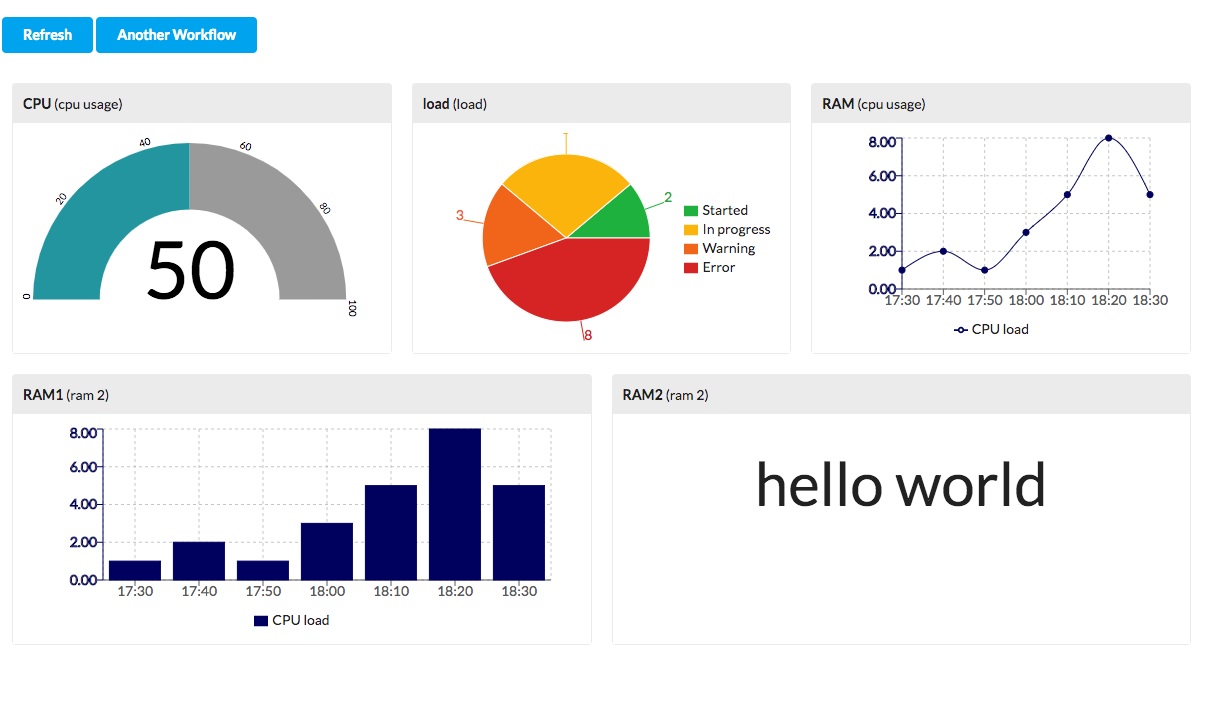 Refresh Another Workflow
CPU (cpu usage)
0
20
40
60
80
100
50
load (load)
2
3
8
Started
In progress
Warning
Error
RAM (cpu usage)
8.00
6.00
4.00
2.00
0.00
17:30 17:40 17:50 18:00 18:10 18:20 18:30
CPU load
RAM1 (ram 2)
8.00
6.00
4.00
2.00
0.00
17:30 17:40 17:50 18:00 18:10 18:20 18:30
CPU load
RAM2 (ram 2)
hello world